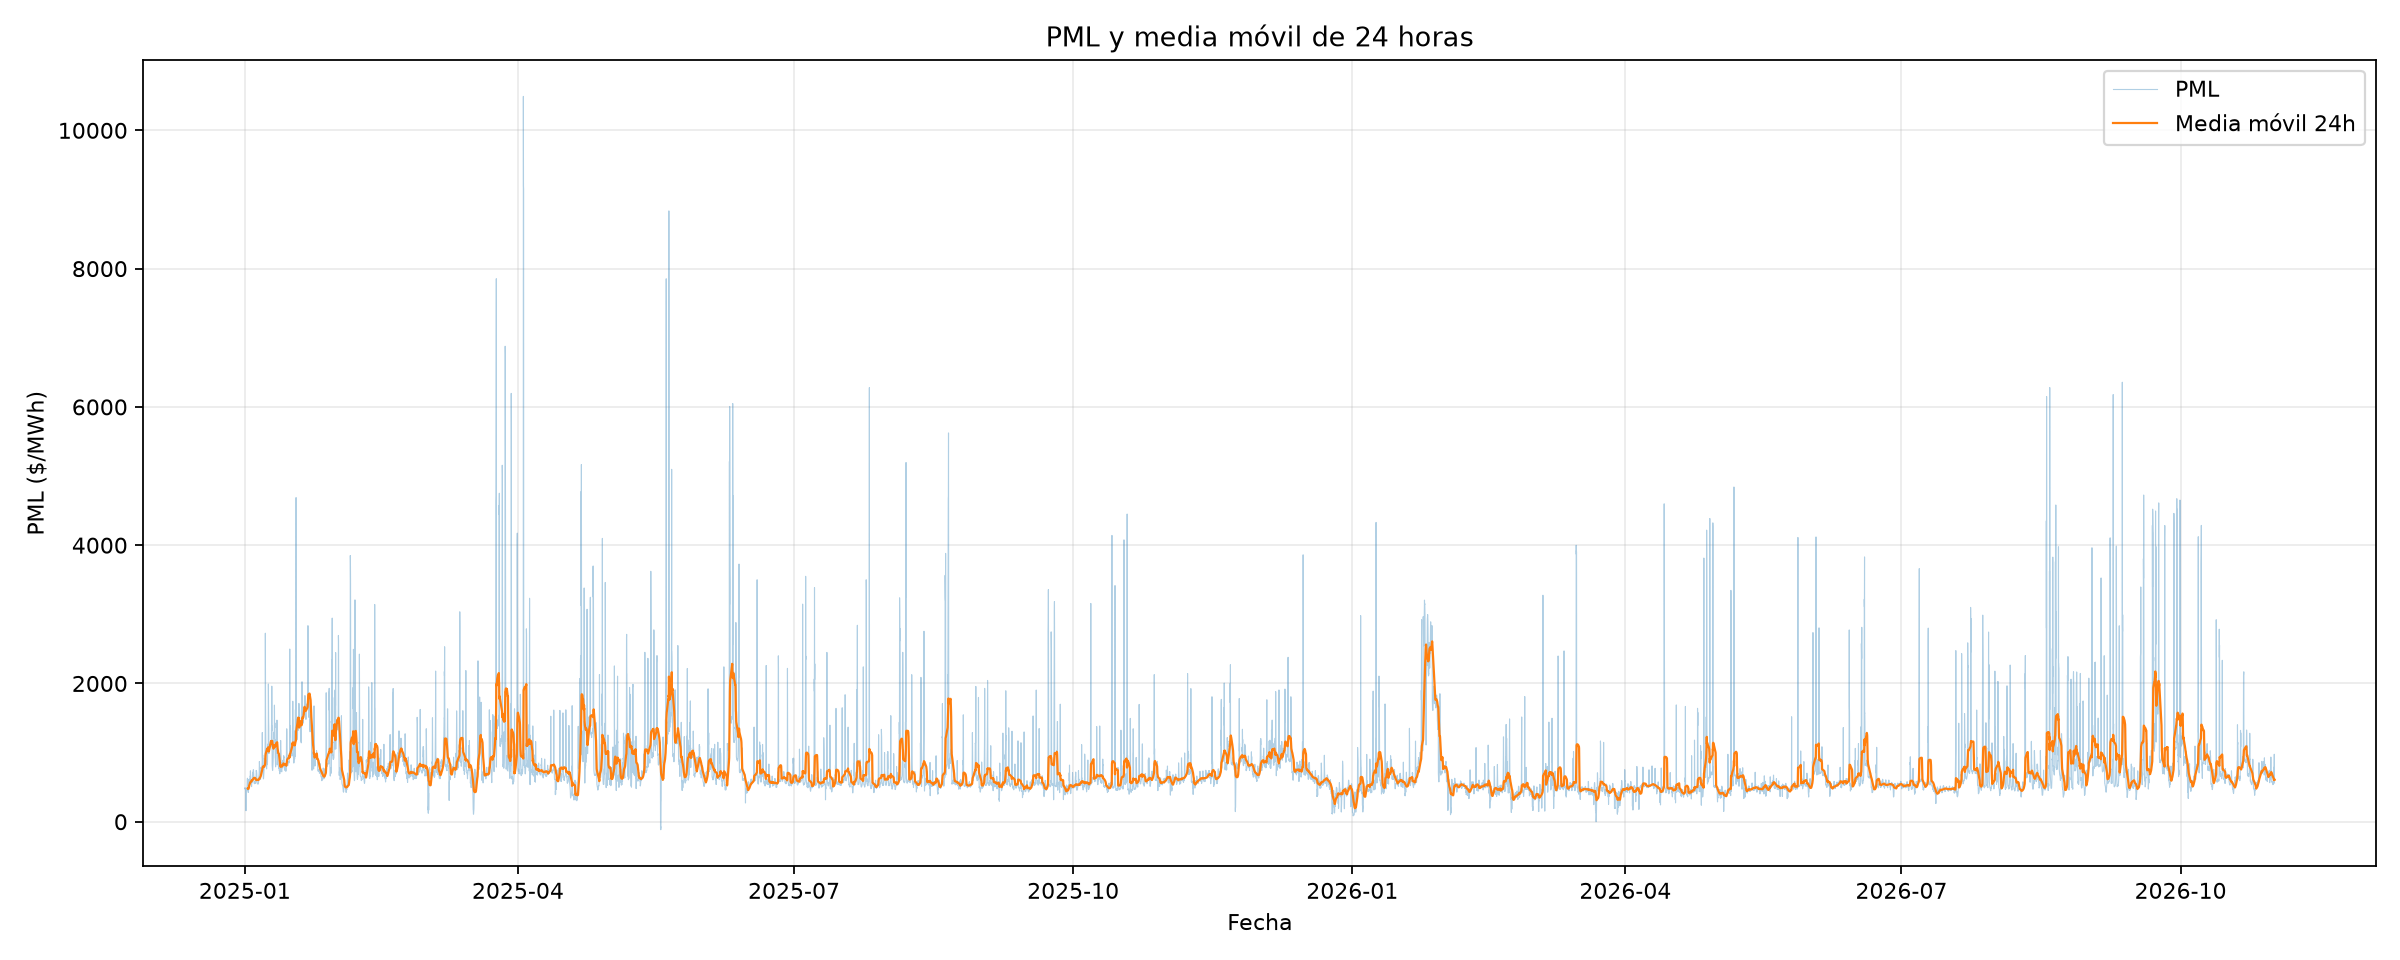 PML y media móvil de 24 horas
PML
Media móvil 24h
PML ($/MWh)
10000
8000
6000
4000
2000
0
2025-01 2025-04 2025-07 2025-10 2026-01 2026-04 2026-07 2026-10
Fecha